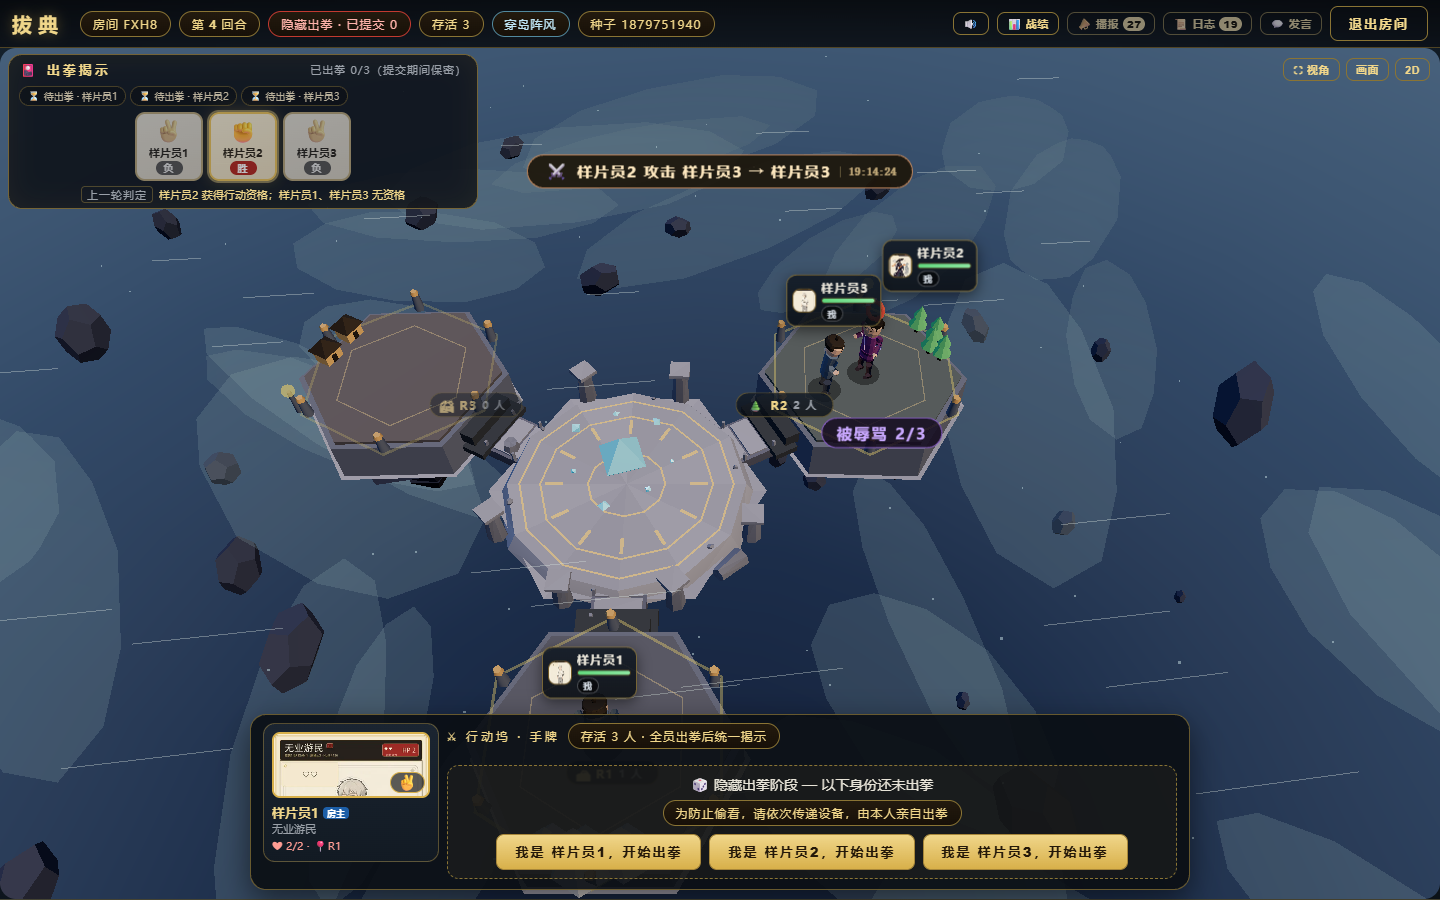 拔典
房间 FXH8
第 4 回合
隐藏出拳 · 已提交 0
存活 3
穿岛阵风
种子 1879751940
战绩
播报 27
日志 19
发言
退出房间
出拳揭示
已出拳 0/3（提交期间保密）
待出拳 · 样片员1
待出拳 · 样片员2
待出拳 · 样片员3
样片员1
负
样片员2
胜
样片员3
负
上一轮判定
样片员2 获得行动资格；样片员1、样片员3 无资格
视角
画面
2D
样片员2 攻击 样片员3 → 样片员3
19:14:24
样片员2
我
样片员3
我
R3 0 人
R2 2 人
被辱骂 2/3
样片员1
我
R1 1 人
无业游民
HP 2
样片员1 房主
无业游民
2/2 · R1
行动坞 · 手牌
存活 3 人 · 全员出拳后统一揭示
隐藏出拳阶段 — 以下身份还未出拳
为防止偷看，请依次传递设备，由本人亲自出拳
我是 样片员1，开始出拳
我是 样片员2，开始出拳
我是 样片员3，开始出拳